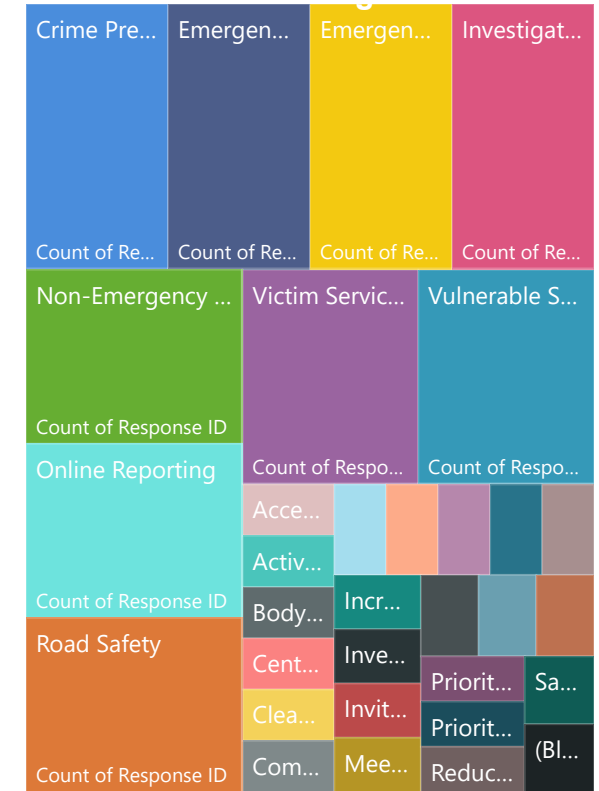 Crime Pre...
Emergen...
Emergen...
Investigat...
Count of Re...
Count of Re...
Count of Re...
Count of Re...
Non-Emergency ...
Victim Servic...
Vulnerable S...
Count of Response ID
Count of Respo...
Count of Respo...
Online Reporting
Count of Response ID
Road Safety
Count of Response ID
Acce...
Activ...
Body...
Cent...
Clea...
Com...
Incr...
Inve...
Invit...
Mee...
Priorit...
Priorit...
Reduc...
Sa...
(Bl...